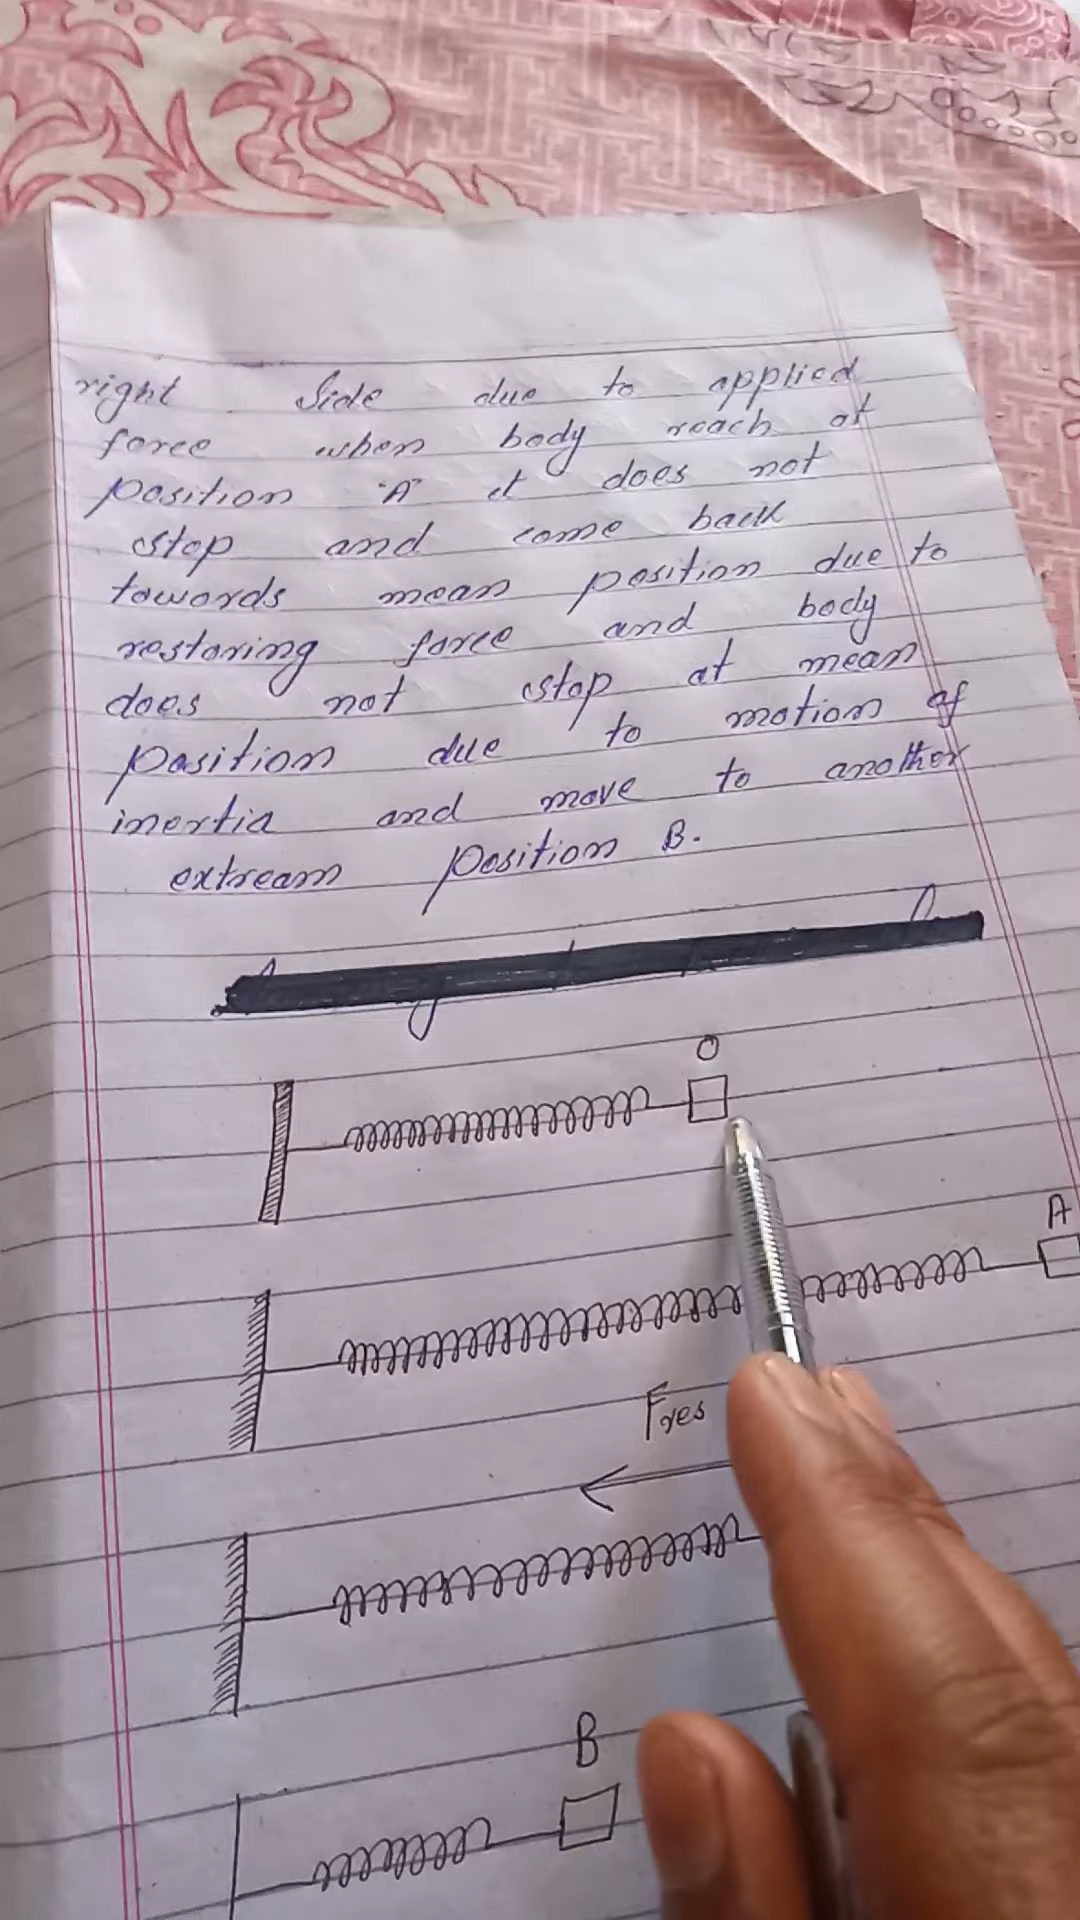 right side due to applied
force when body reach at
position "A" it does not
stop and come back
towards mean position due to
restoring force and body
does not stop at mean
position due to motion of
inertia and move to another
extream position B.
O
A
Fres
B